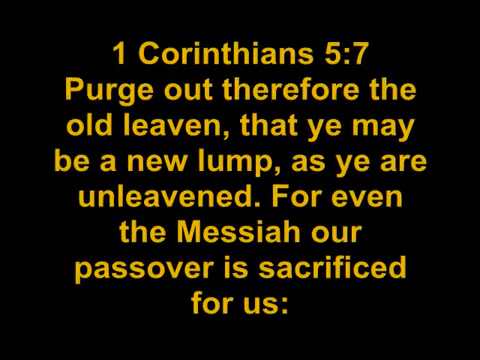 1 Corinthians 5:7
Purge out therefore the
old leaven, that ye may
be a new lump, as ye are
unleavened. For even
the Messiah our
passover is sacrificed
for us: